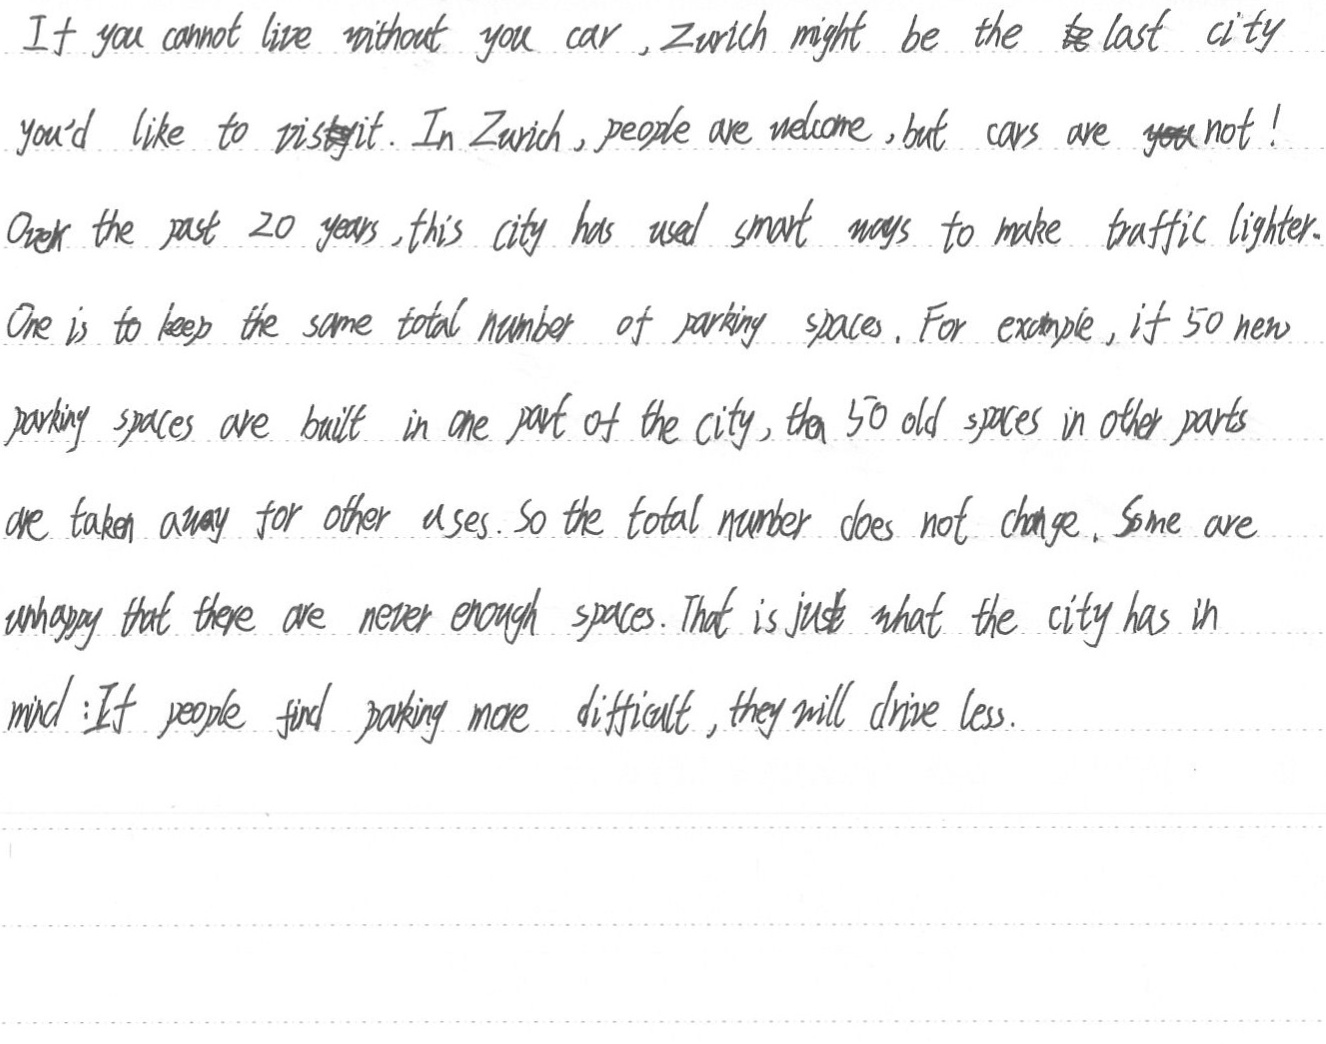 If you cannot live without you car, Zurich might be the last city
you'd like to visit. In Zurich, people are welcome, but cars are not!
Over the past 20 years, this city has used smart ways to make traffic lighter.
One is to keep the same total number of parking spaces. For example, if 50 new
parking spaces are built in one part of the city, then 50 old spaces in other parts
are taken away for other uses. So the total number does not change. Some are
unhappy that there are never enough spaces. That is just what the city has in
mind: If people find parking more difficult, they will drive less.